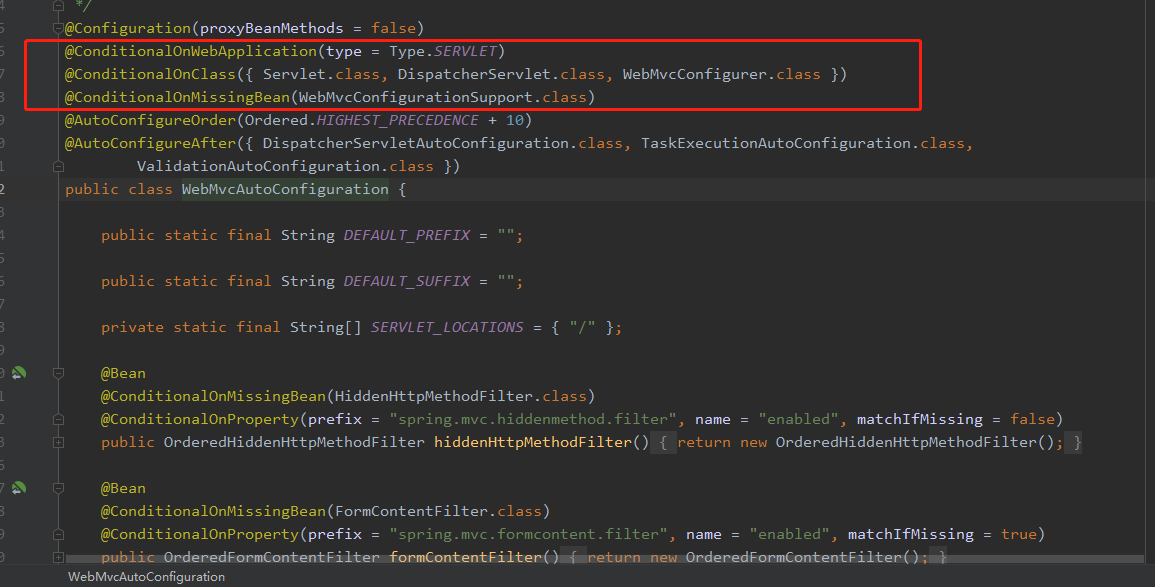 */
@Configuration(proxyBeanMethods = false)
@ConditionalOnWebApplication(type = Type.SERVLET)
@ConditionalOnClass({ Servlet.class, DispatcherServlet.class, WebMvcConfigurer.class })
@ConditionalOnMissingBean(WebMvcConfigurationSupport.class)
@AutoConfigureOrder(Ordered.HIGHEST_PRECEDENCE + 10)
@AutoConfigureAfter({ DispatcherServletAutoConfiguration.class, TaskExecutionAutoConfiguration.class,
ValidationAutoConfiguration.class })
public class WebMvcAutoConfiguration {
public static final String DEFAULT_PREFIX = "";
public static final String DEFAULT_SUFFIX = "";
private static final String[] SERVLET_LOCATIONS = { "/" };
@Bean
@ConditionalOnMissingBean(HiddenHttpMethodFilter.class)
@ConditionalOnProperty(prefix = "spring.mvc.hiddenmethod.filter", name = "enabled", matchIfMissing = false)
public OrderedHiddenHttpMethodFilter hiddenHttpMethodFilter() { return new OrderedHiddenHttpMethodFilter(); }
@Bean
@ConditionalOnMissingBean(FormContentFilter.class)
@ConditionalOnProperty(prefix = "spring.mvc.formcontent.filter", name = "enabled", matchIfMissing = true)
public OrderedFormContentFilter formContentFilter() { return new OrderedFormContentFilter(); }
WebMvcAutoConfiguration